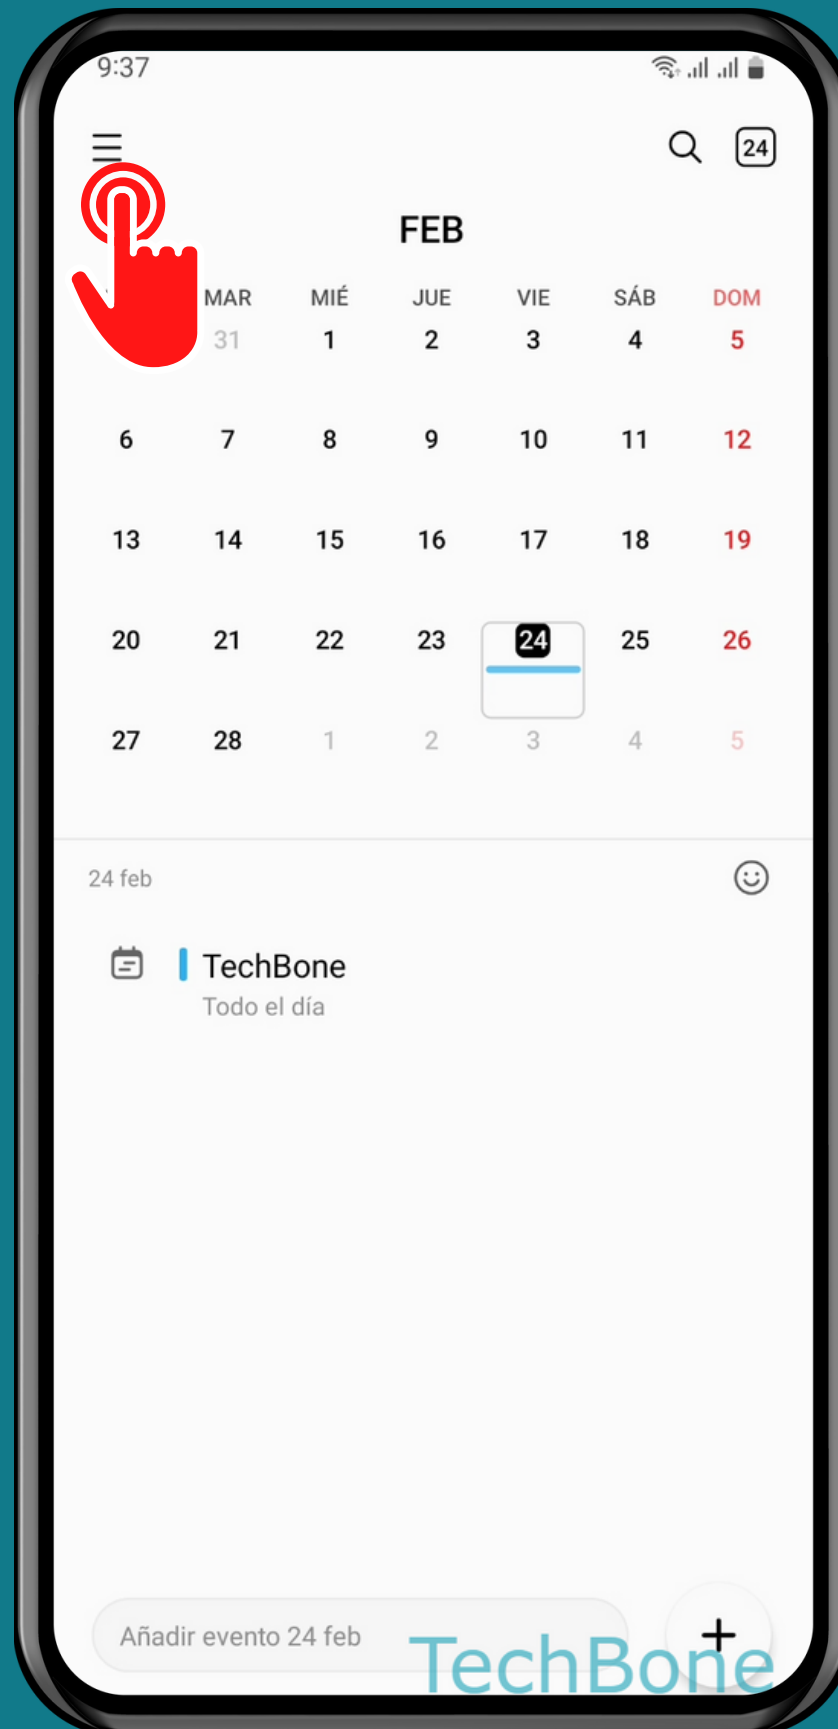 9:37
24
FEB
MAR MIÉ JUE VIE SÁB DOM
31 1 2 3 4 5
6 7 8 9 10 11 12
13 14 15 16 17 18 19
20 21 22 23 24 25 26
27 28 1 2 3 4 5
24 feb
TechBone
Todo el día
Añadir evento 24 feb
TechBone